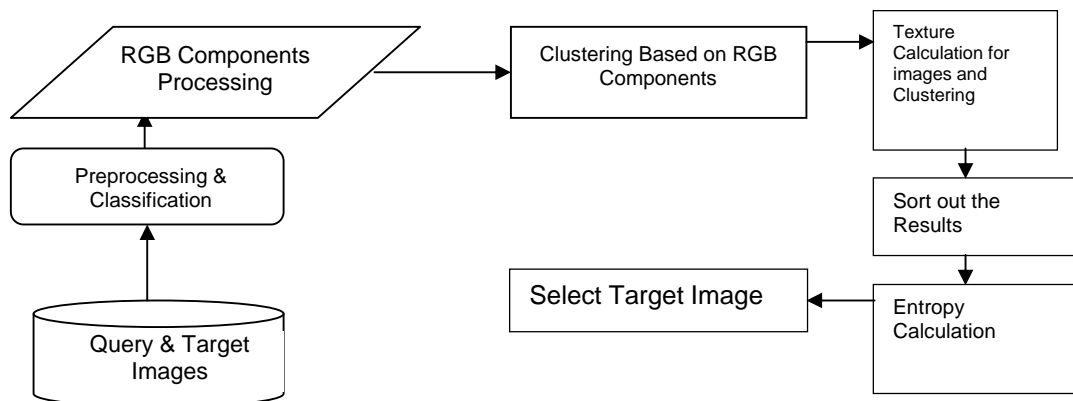 RGB Components
Processing
Clustering Based on RGB
Components
Texture
Calculation for
images and
Clustering
Preprocessing &
Classification
Sort out the
Results
Select Target Image
Entropy
Calculation
Query & Target
Images